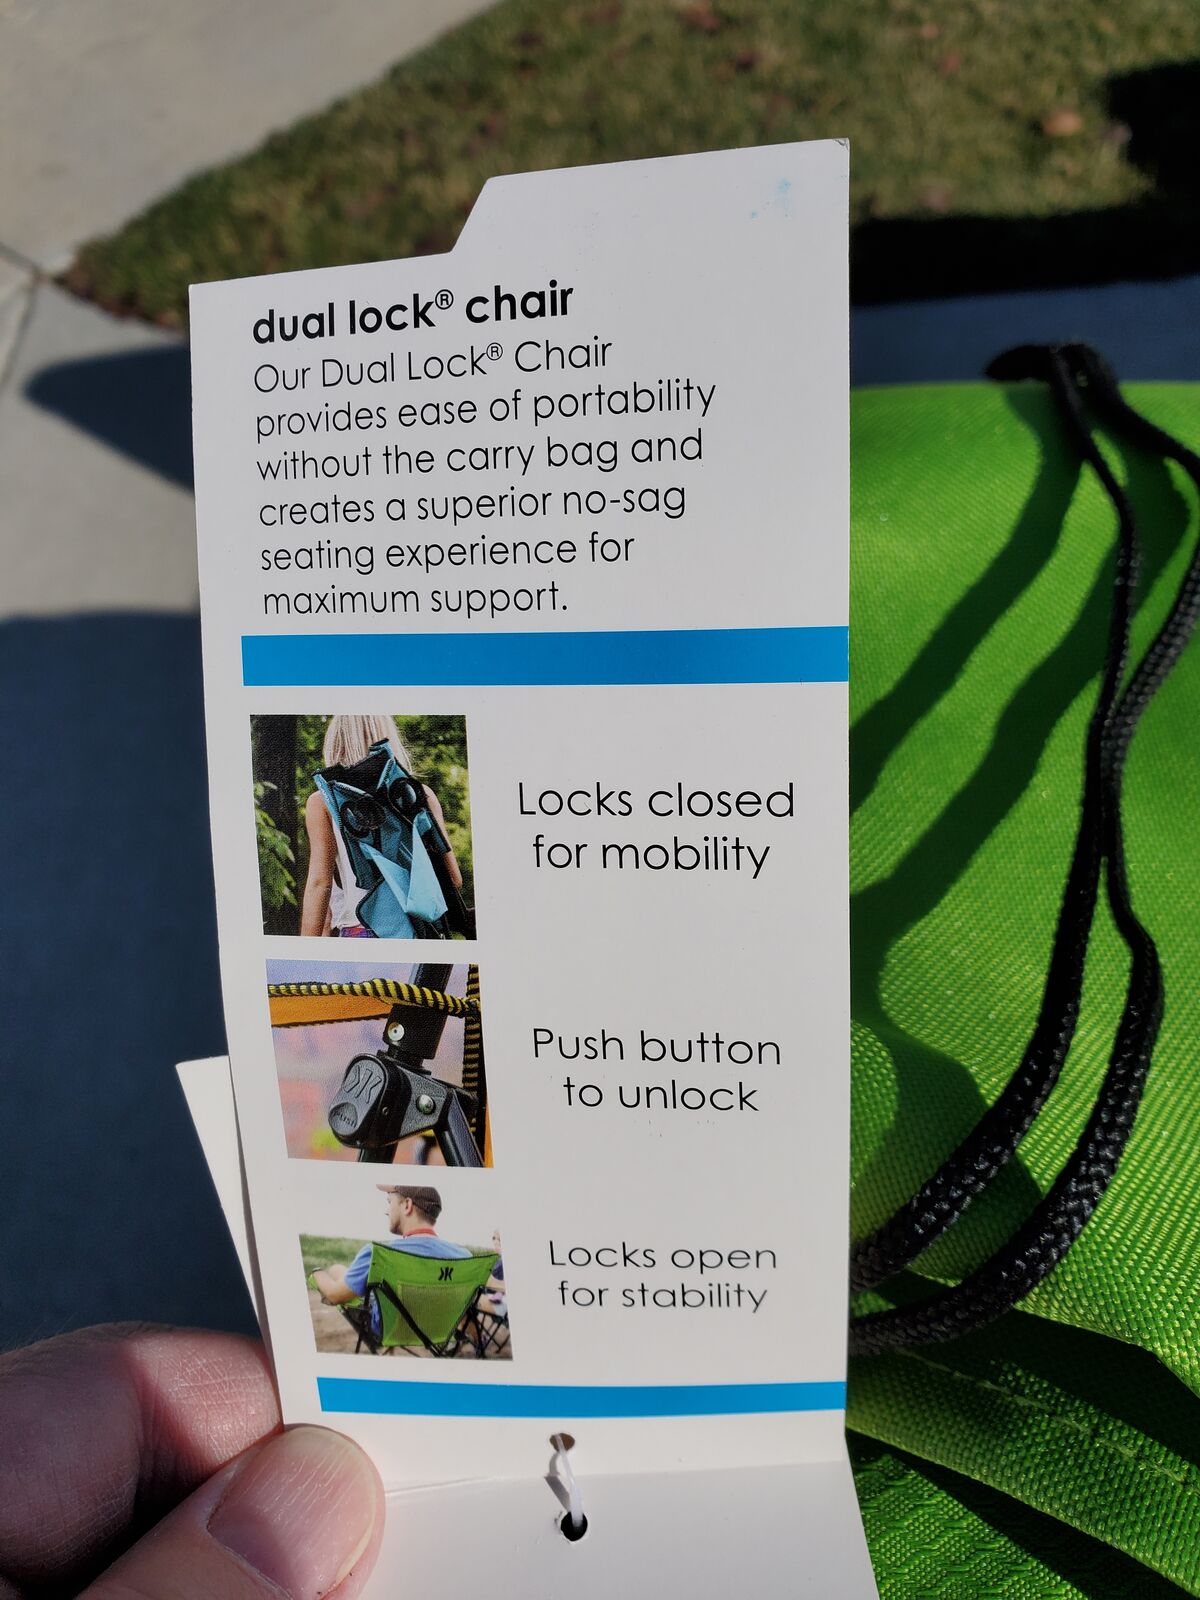 dual lock® chair
Our Dual Lock® Chair
provides ease of portability
without the carry bag and
creates a superior no-sag
seating experience for
maximum support.
Locks closed
for mobility
PUSH
Push button
to unlock
Locks open
for stability